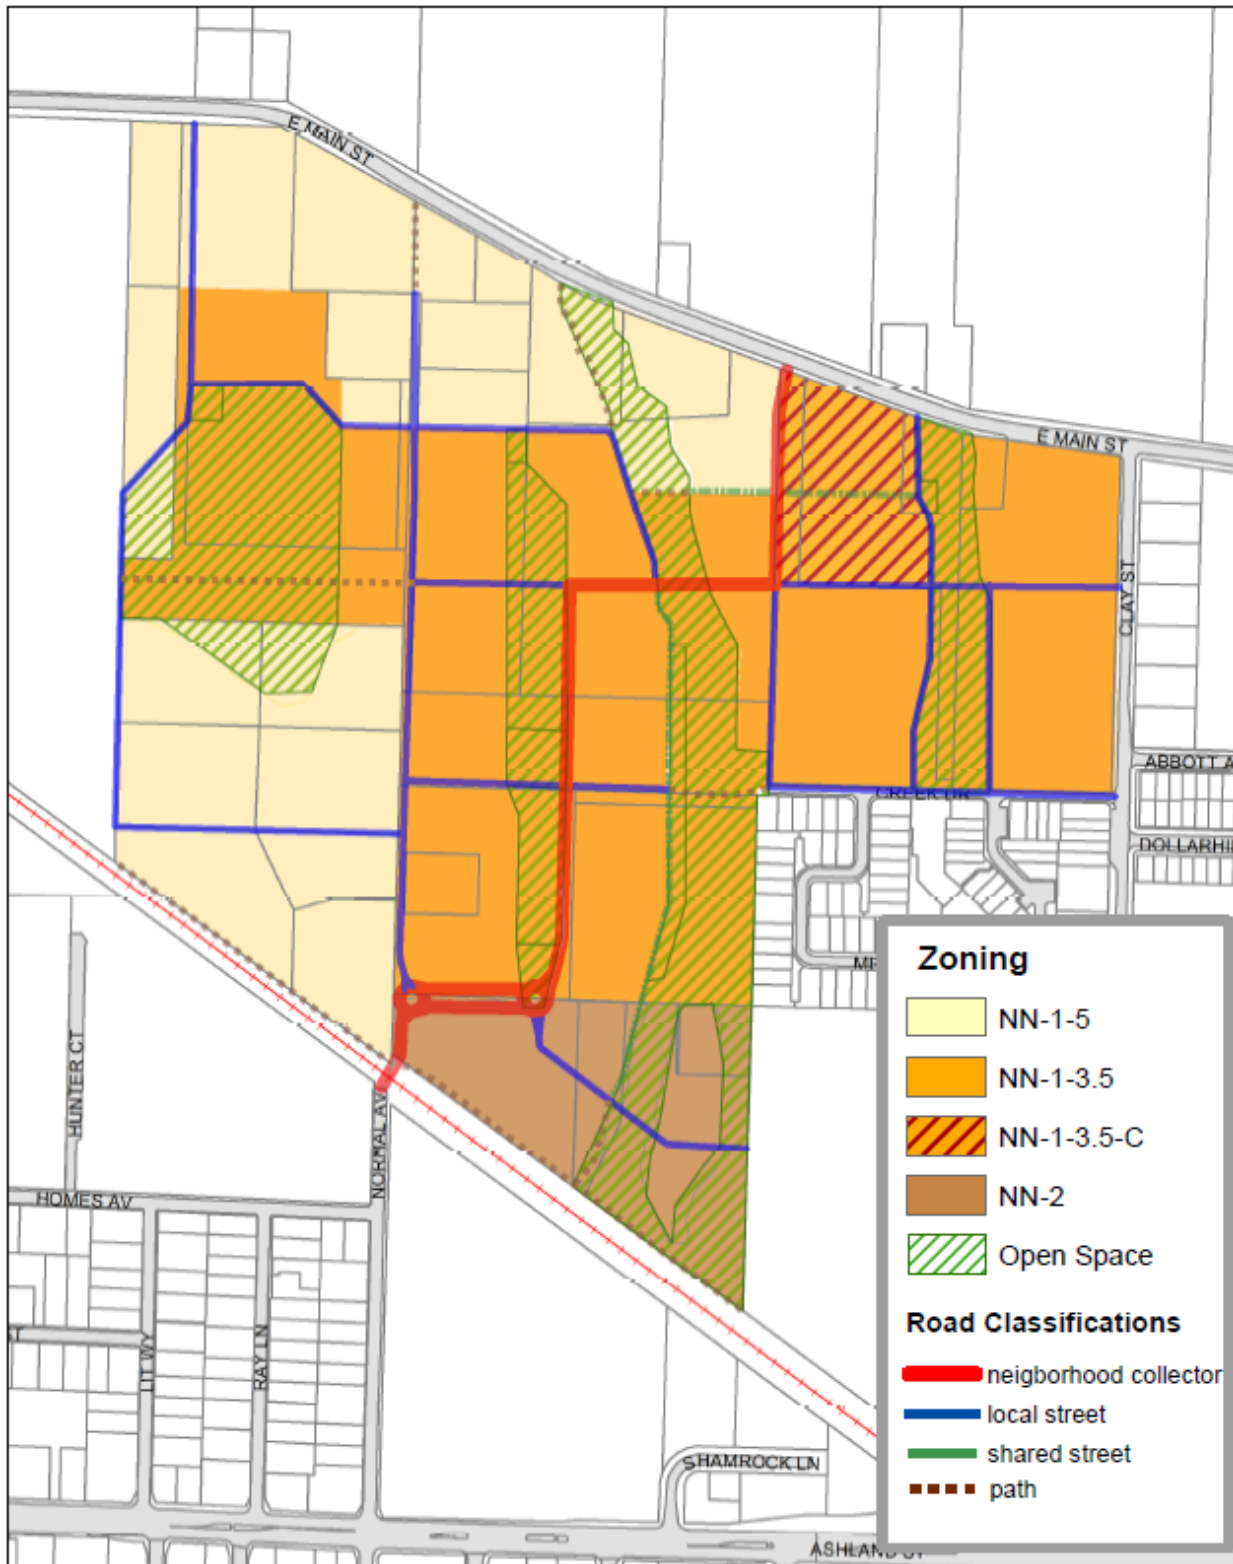 E MAIN ST
E MAIN ST
CLAY ST
ABBOTT A
CREEK DR
DOLLARHI
HUNTER CT
NORMAL AV
HOMES AV
RAY LN
SHAMROCK LN
ASHLAND ST
Zoning
NN-1-5
NN-1-3.5
NN-1-3.5-C
NN-2
Open Space
Road Classifications
neigborhood collector
local street
shared street
path